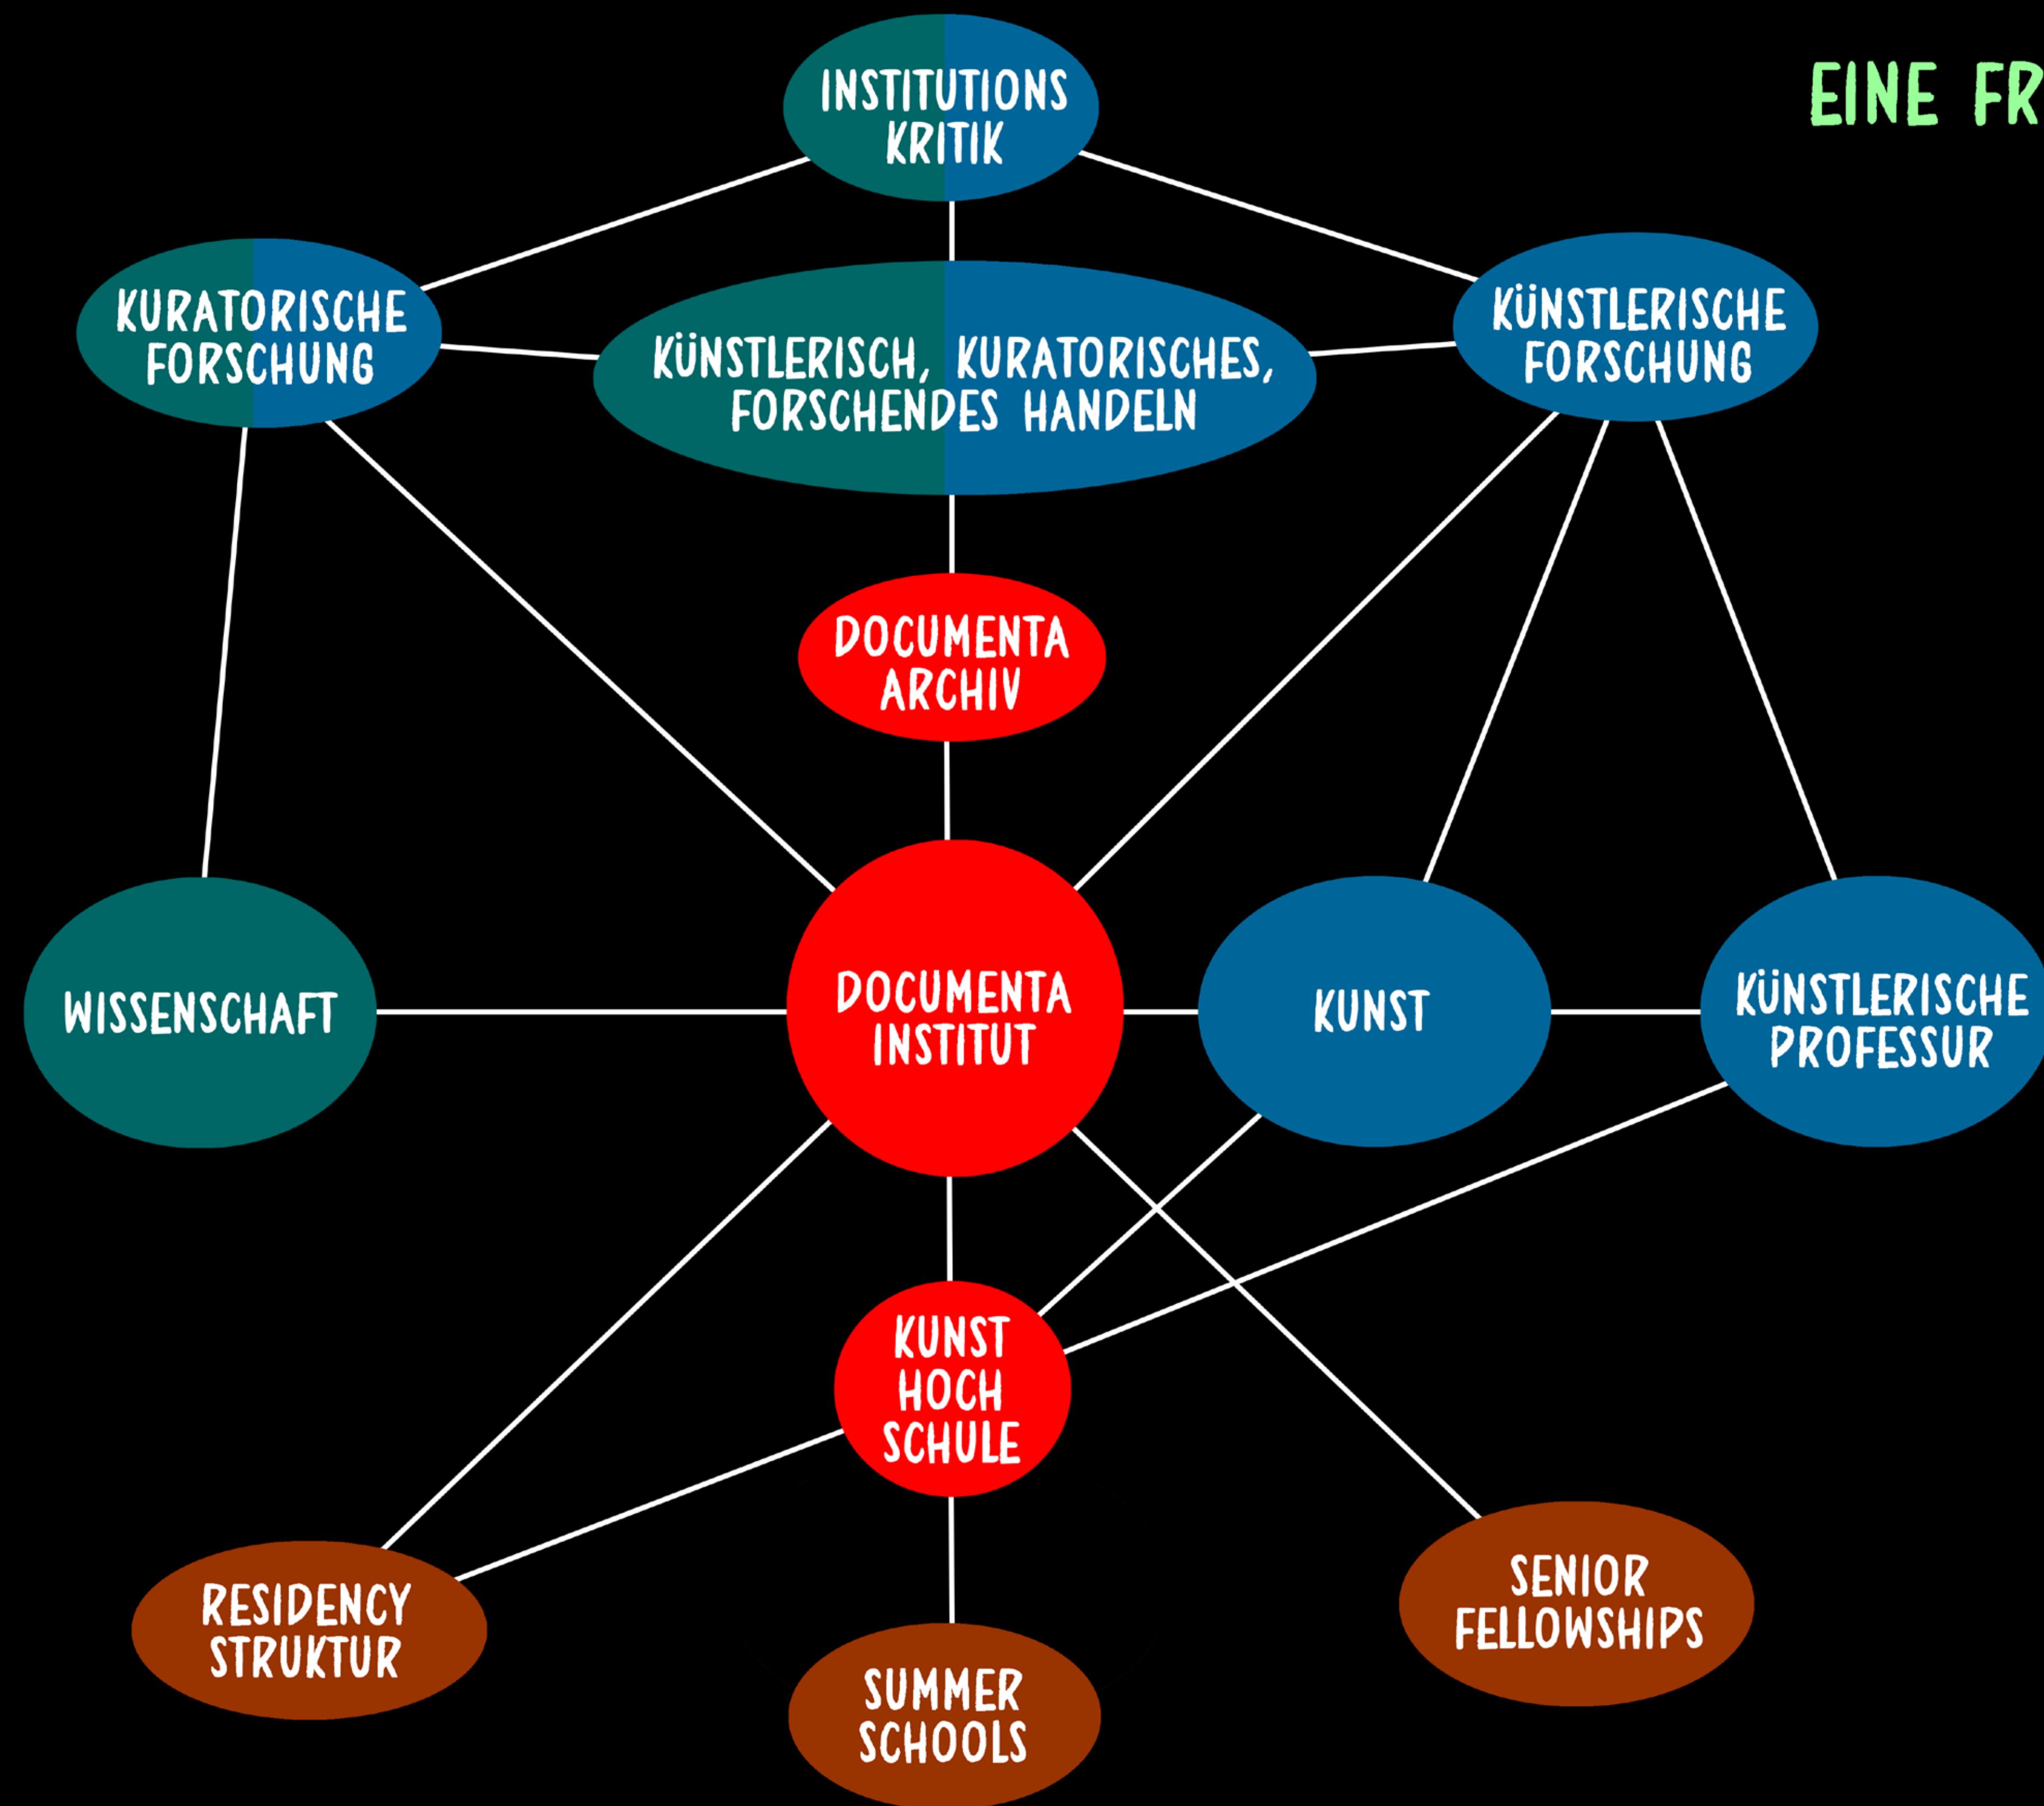 INSTITUTIONS
KRITIK
EINE FR
KURATORISCHE
FORSCHUNG
KÜNSTLERISCH, KURATORISCHES,
FORSCHENDES HANDELN
KÜNSTLERISCHE
FORSCHUNG
DOCUMENTA
ARCHIV
WISSENSCHAFT
DOCUMENTA
INSTITUT
KUNST
KÜNSTLERISCHE
PROFESSUR
KUNST
HOCH
SCHULE
RESIDENCY
STRUKTUR
SUMMER
SCHOOLS
SENIOR
FELLOWSHIPS